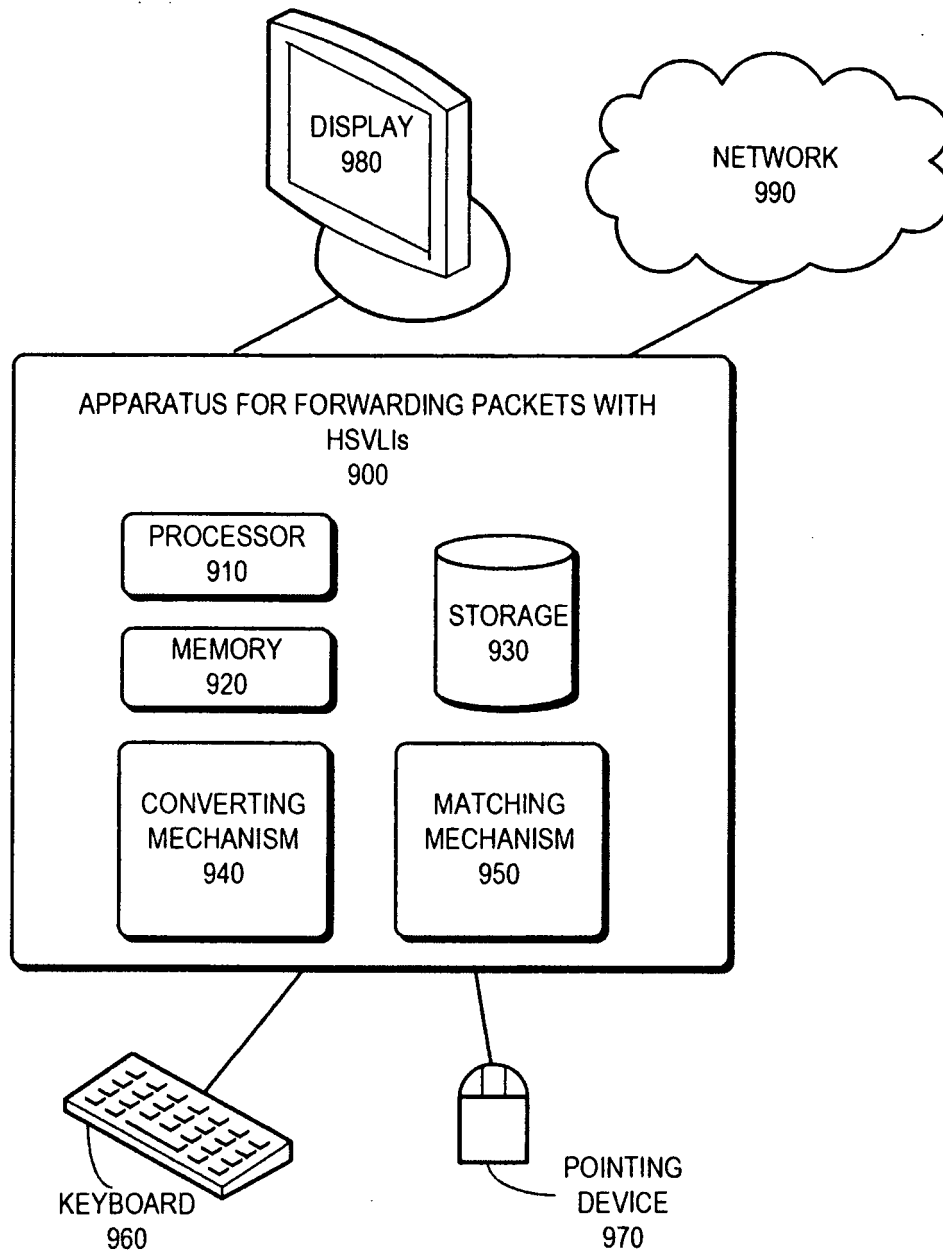 DISPLAY
980
NETWORK
990
APPARATUS FOR FORWARDING PACKETS WITH
HSVLIs
900
PROCESSOR
910
STORAGE
930
MEMORY
920
CONVERTING
MECHANISM
940
MATCHING
MECHANISM
950
KEYBOARD
960
POINTING
DEVICE
970